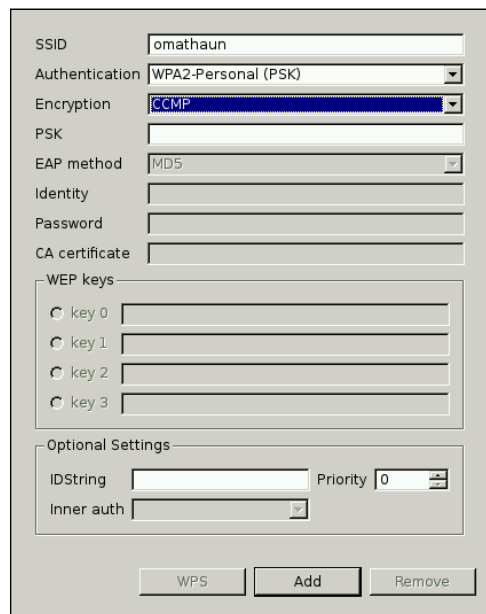 SSID omathaun
Authentication WPA2-Personal (PSK)
Encryption CCMP
PSK
EAP method MD5
Identity
Password
CA certificate
WEP keys
key 0
key 1
key 2
key 3
Optional Settings
IDString Priority 0
Inner auth
WPS Add Remove